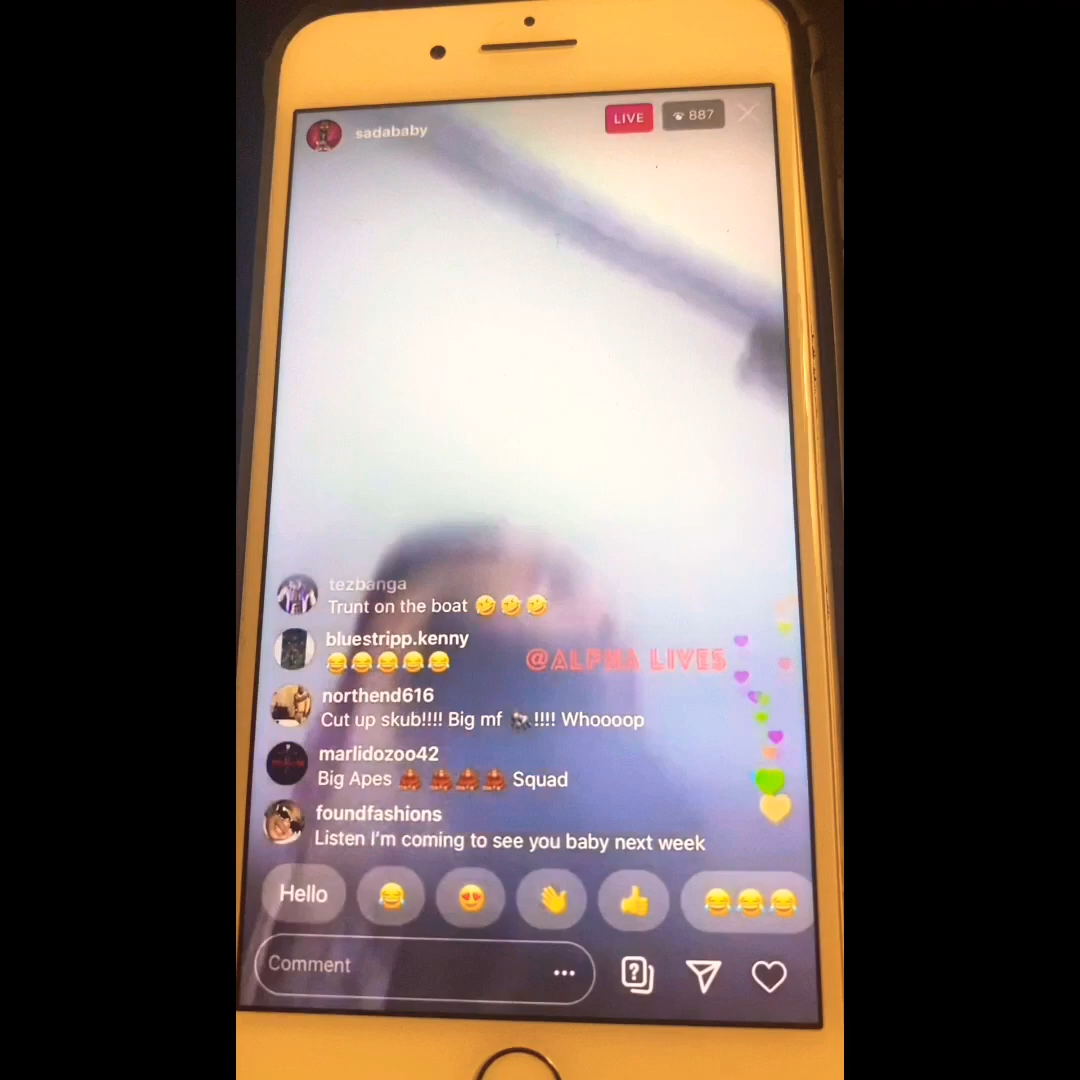 sadababy
LIVE
887
tezbanga
Trunt on the boat 🤣🤣🤣
bluestripp.kenny
😂😂😂😂😂
@ALPHA LIVES
northend616
Cut up skub!!!! Big mf 🦍!!!! Whoooop
marlidozoo42
Big Apes 🦧🦧🦧🦧 Squad
foundfashions
Listen I'm coming to see you baby next week
Hello 😂 😍 👋 👍 😂😂😂
Comment